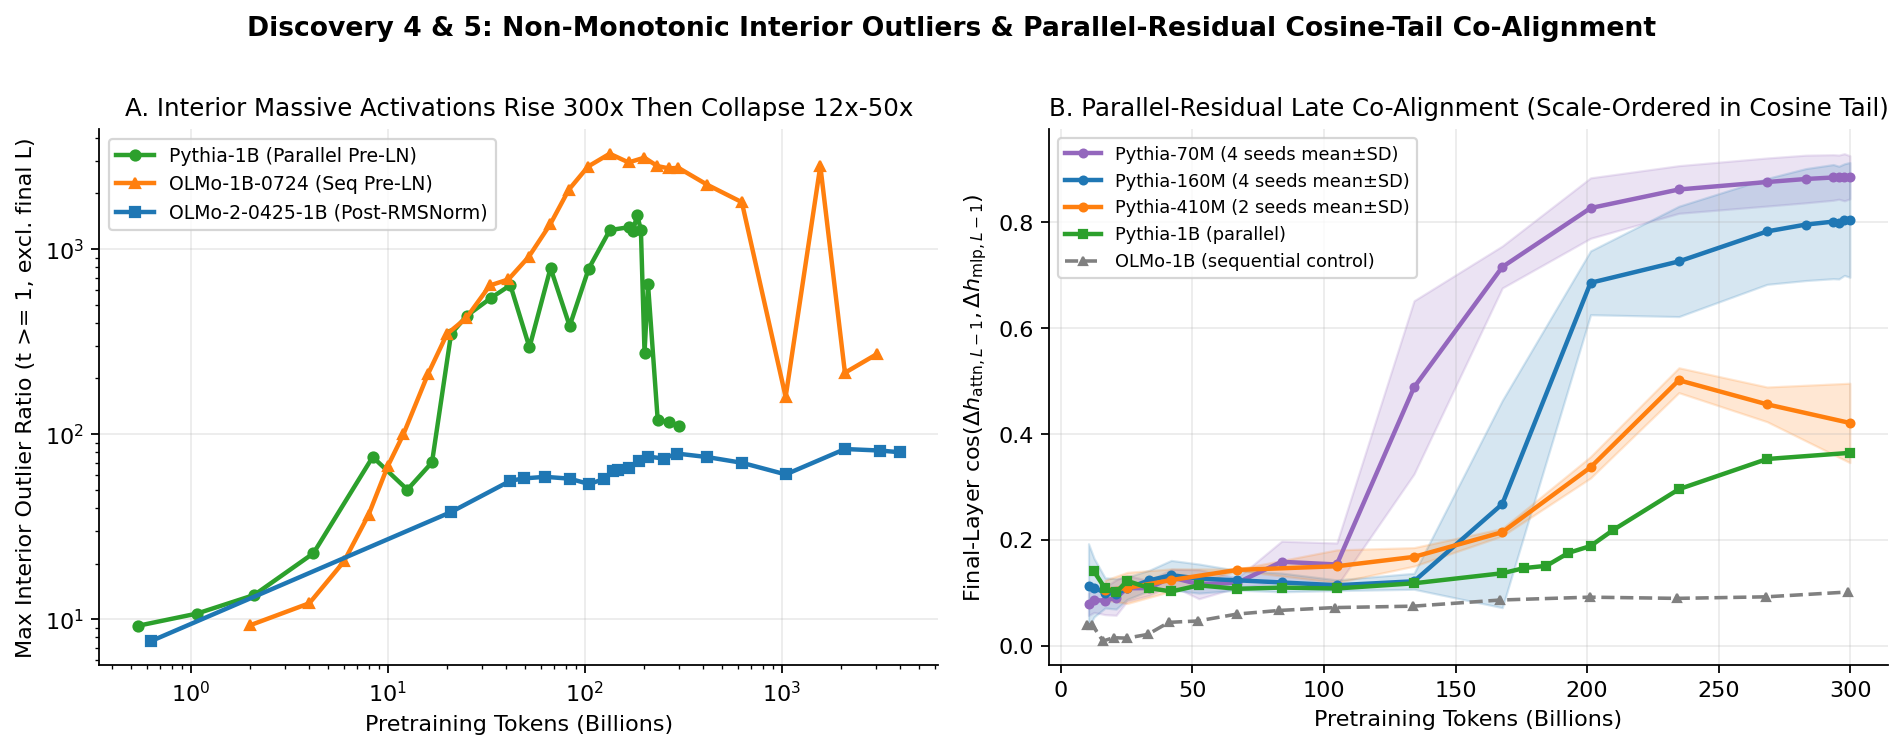 Discovery 4 & 5: Non-Monotonic Interior Outliers & Parallel-Residual Cosine-Tail Co-Alignment
A. Interior Massive Activations Rise 300x Then Collapse 12x-50x
Max Interior Outlier Ratio (t >= 1, excl. final L)
Pythia-1B (Parallel Pre-LN)
OLMo-1B-0724 (Seq Pre-LN)
OLMo-2-0425-1B (Post-RMSNorm)
10³
10²
10¹
10⁰ 10¹ 10² 10³
Pretraining Tokens (Billions)
B. Parallel-Residual Late Co-Alignment (Scale-Ordered in Cosine Tail)
Final-Layer cos(Δh_attn, L−1, Δh_mlp, L−1)
Pythia-70M (4 seeds mean±SD)
Pythia-160M (4 seeds mean±SD)
Pythia-410M (2 seeds mean±SD)
Pythia-1B (parallel)
OLMo-1B (sequential control)
0.8
0.6
0.4
0.2
0.0
0 50 100 150 200 250 300
Pretraining Tokens (Billions)